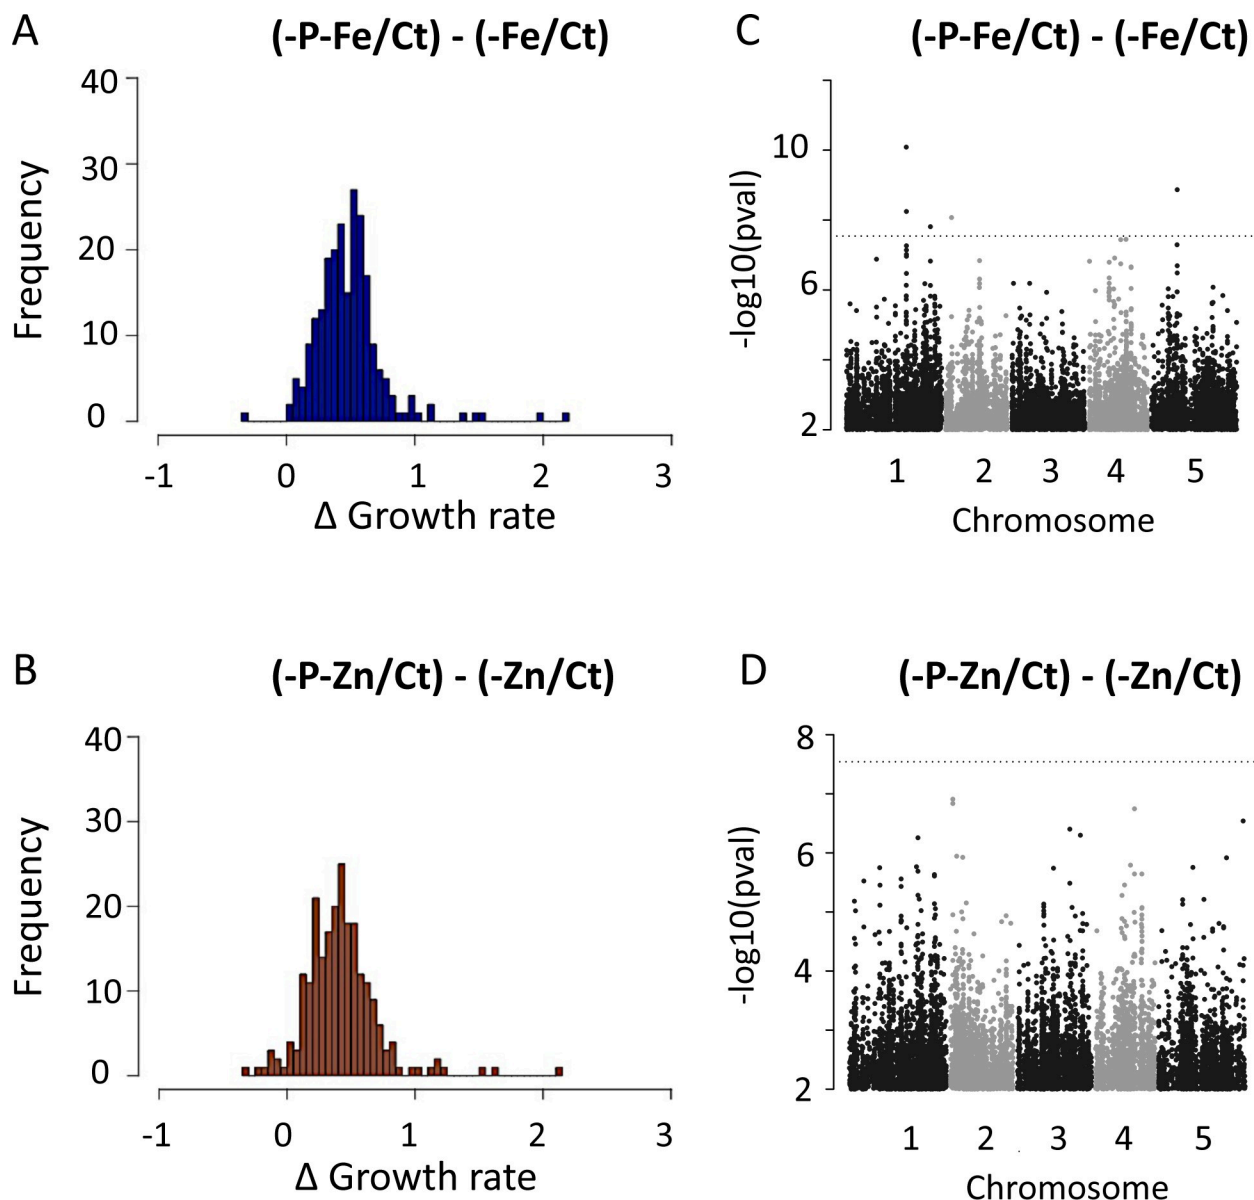 A
(-P-Fe/Ct) - (-Fe/Ct)
40
30
20
10
0
Frequency
-1 0 1 2 3
Δ Growth rate
C
(-P-Fe/Ct) - (-Fe/Ct)
10
6
2
-log10(pval)
1 2 3 4 5
Chromosome
B
(-P-Zn/Ct) - (-Zn/Ct)
40
30
20
10
0
Frequency
-1 0 1 2 3
Δ Growth rate
D
(-P-Zn/Ct) - (-Zn/Ct)
8
6
4
2
-log10(pval)
1 2 3 4 5
Chromosome